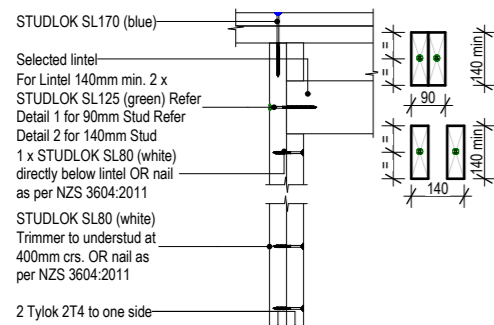 STUDLOK SL170 (blue)
Selected lintel
For Lintel 140mm min. 2 x
STUDLOK SL125 (green) Refer
Detail 1 for 90mm Stud Refer
Detail 2 for 140mm Stud
1 x STUDLOK SL80 (white)
directly below lintel OR nail
as per NZS 3604:2011
STUDLOK SL80 (white)
Trimmer to understud at
400mm crs. OR nail as
per NZS 3604:2011
2 Tylok 2T4 to one side
=
=
140 min
90
=
=
140 min
140